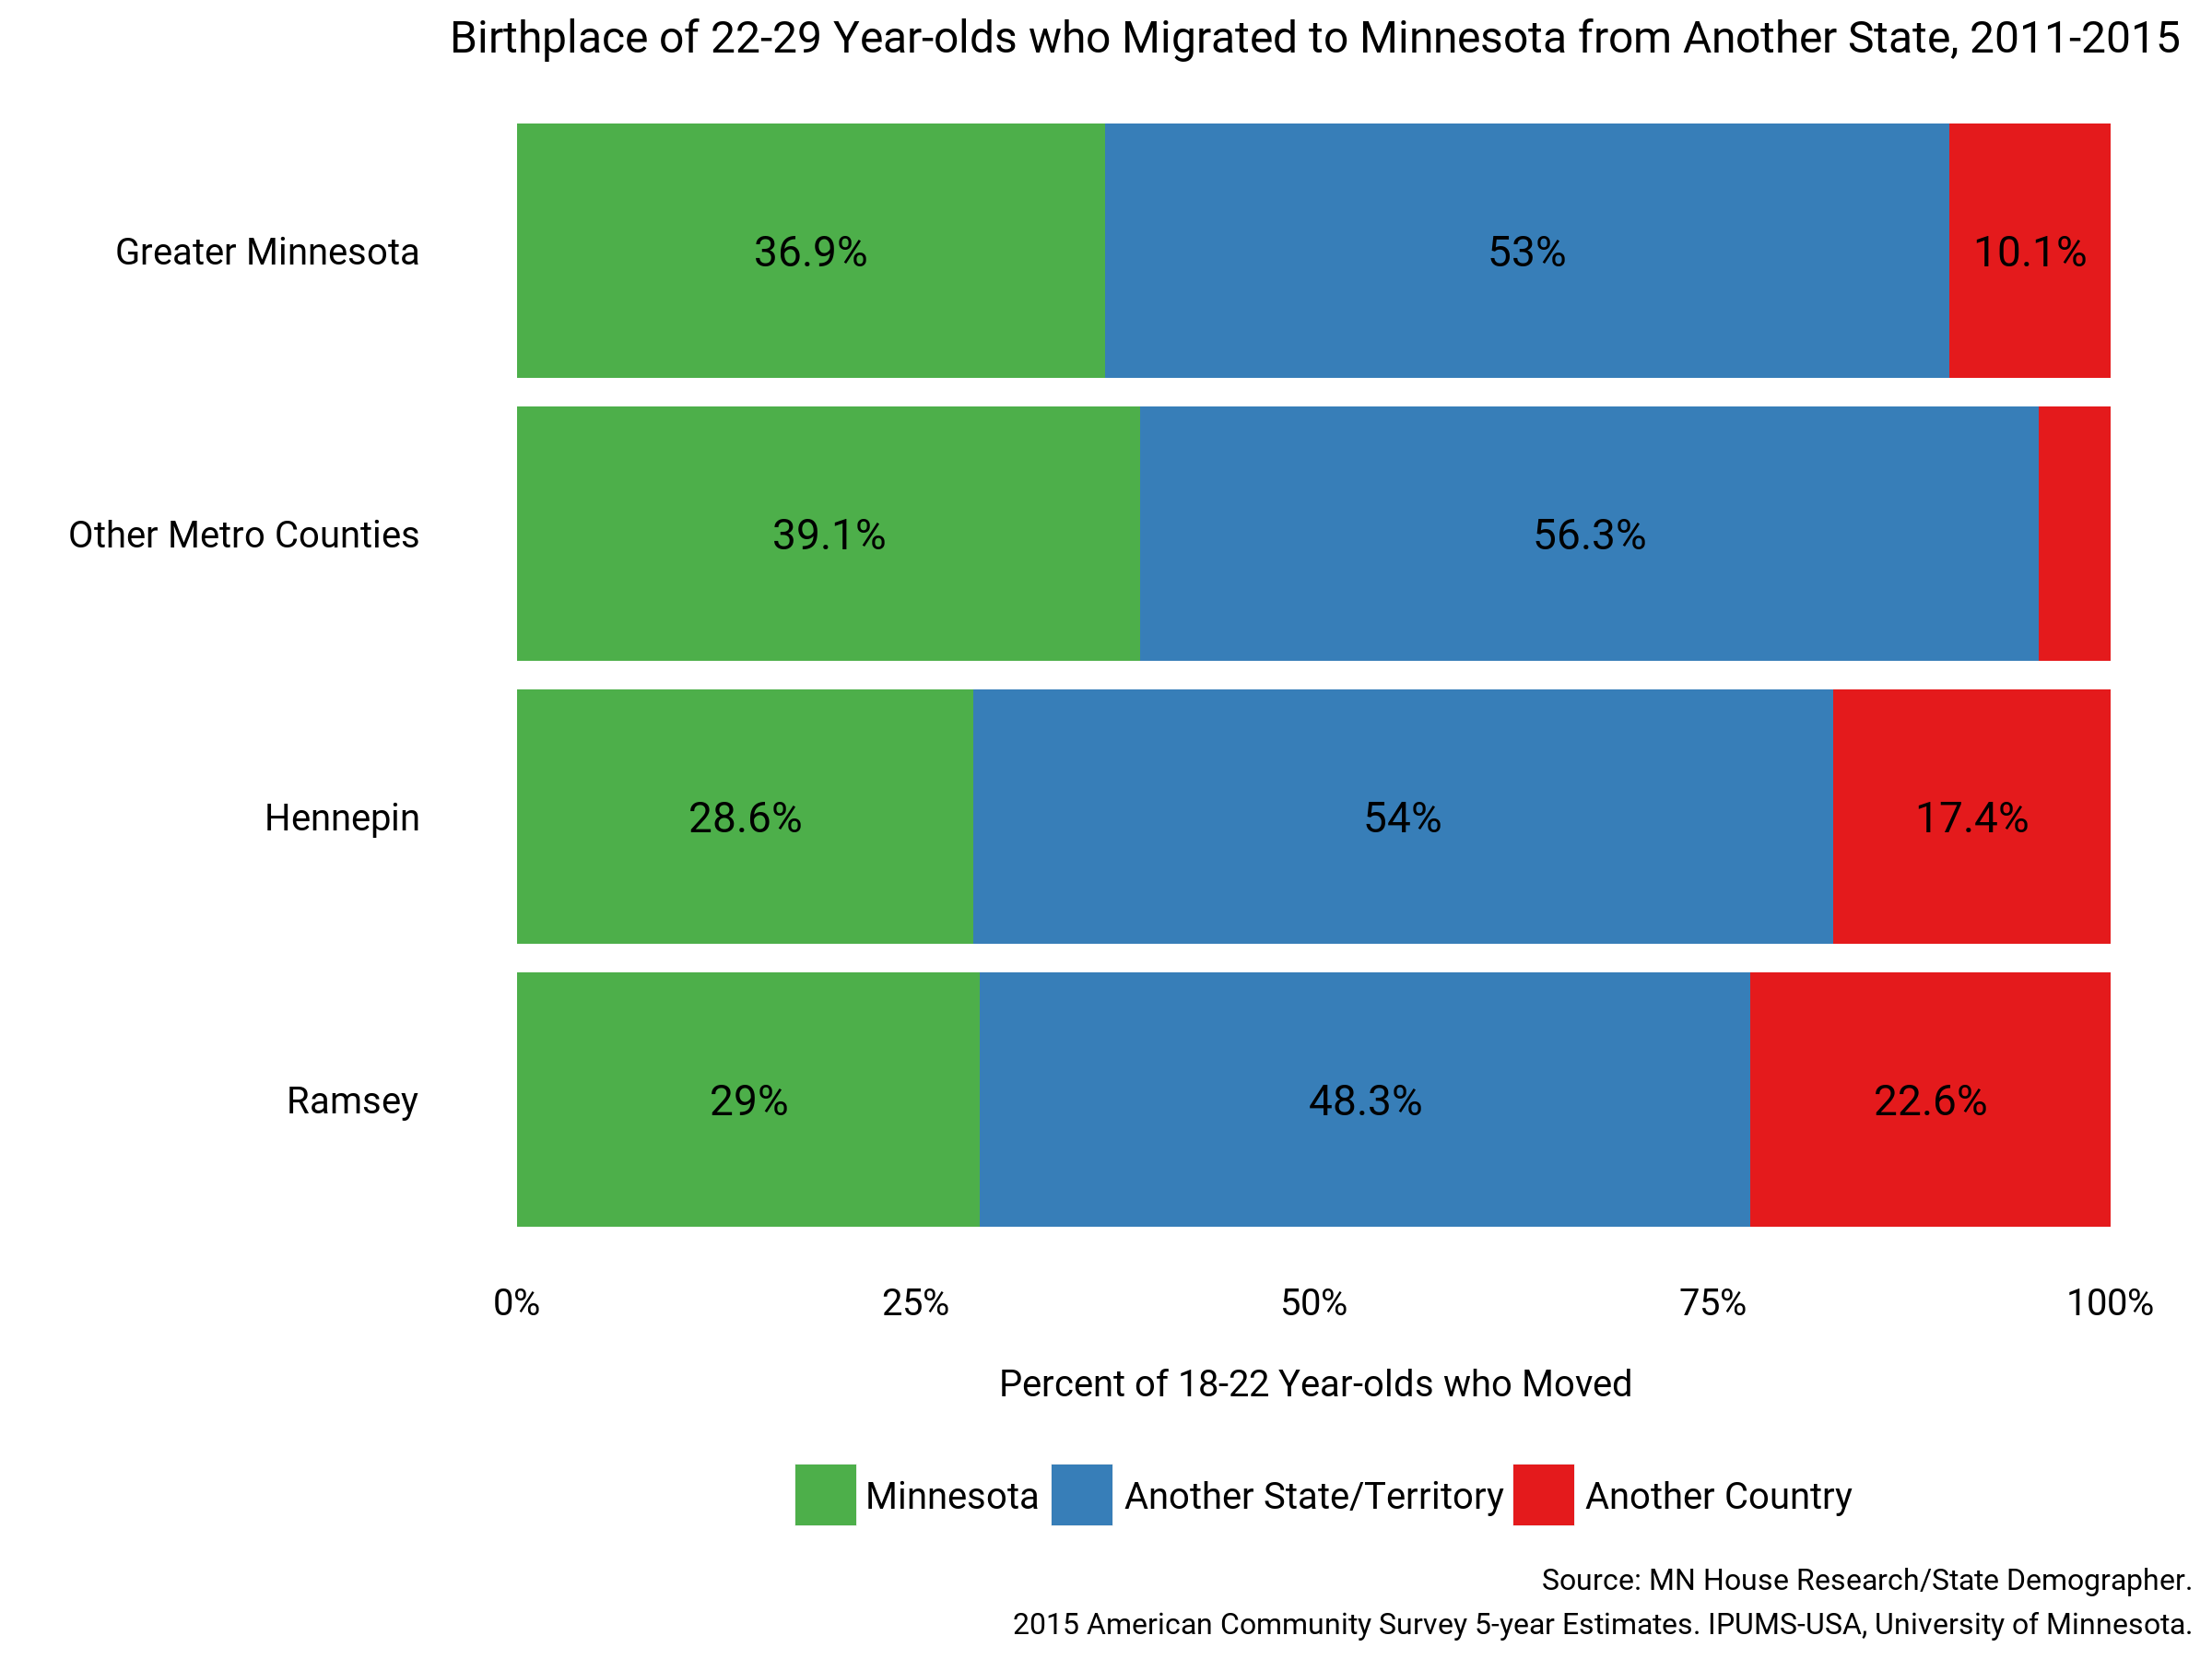 Birthplace of 22-29 Year-olds who Migrated to Minnesota from Another State, 2011-2015
Greater Minnesota
36.9%
53%
10.1%
Other Metro Counties
39.1%
56.3%
Hennepin
28.6%
54%
17.4%
Ramsey
29%
48.3%
22.6%
0%
25%
50%
75%
100%
Percent of 18-22 Year-olds who Moved
Minnesota
Another State/Territory
Another Country
Source: MN House Research/State Demographer.
2015 American Community Survey 5-year Estimates. IPUMS-USA, University of Minnesota.